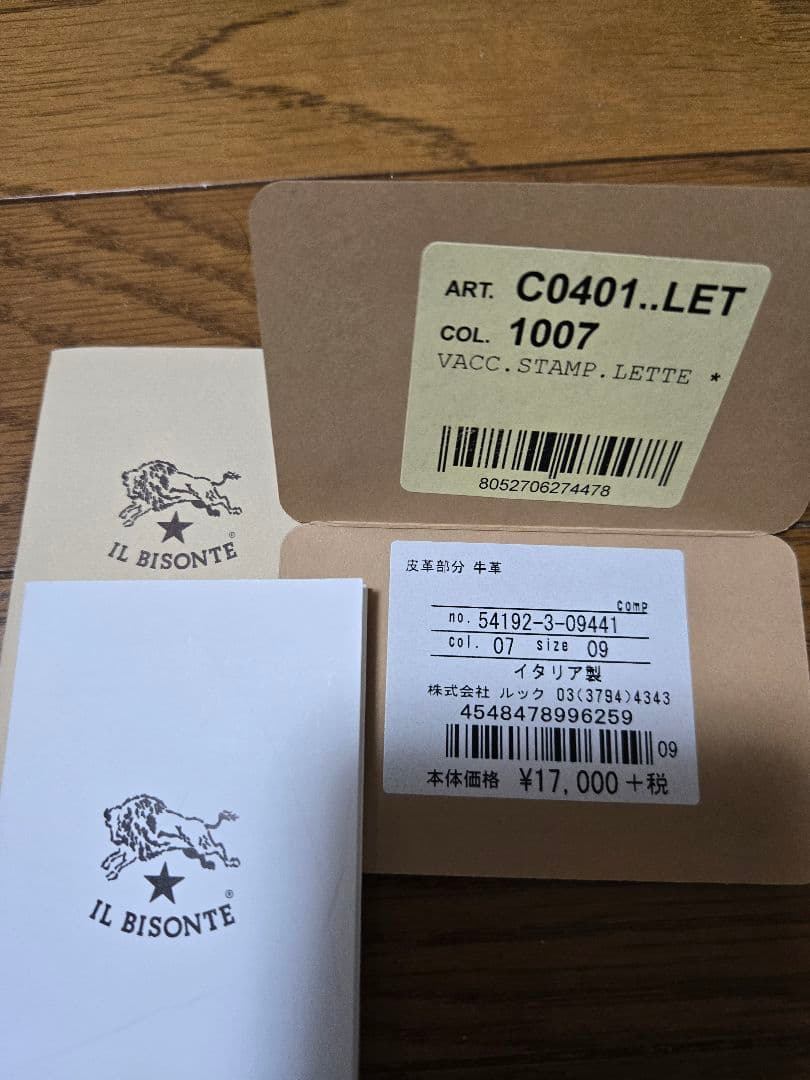 ART. C0401..LET
COL. 1007
VACC.STAMP.LETTE *
8052706274478
皮革部分 牛革
comp
no. 54192-3-09441
col. 07 size 09
イタリア製
株式会社 ルック 03(3794)4343
4548478996259
09
本体価格 ¥17,000+税
IL BISONTE
®
IL BISONTE
®